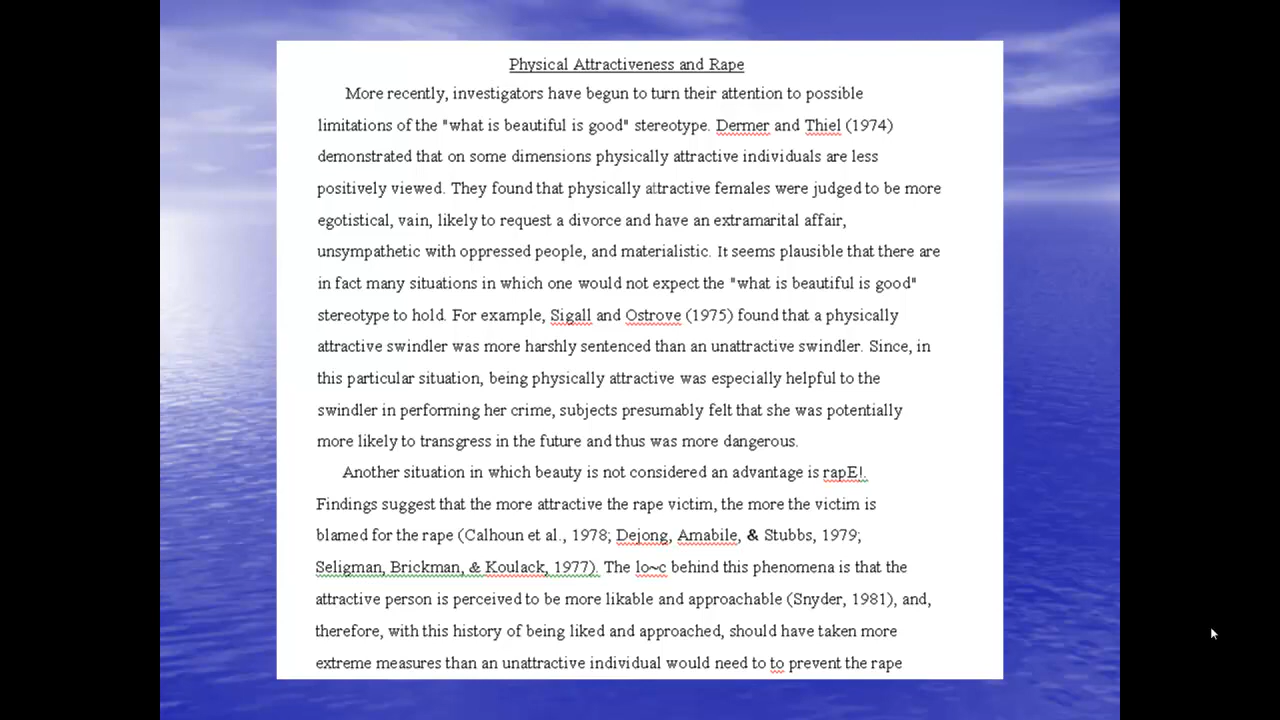 Physical Attractiveness and Rape
More recently, investigators have begun to turn their attention to possible
limitations of the "what is beautiful is good" stereotype. Dermer and Thiel (1974)
demonstrated that on some dimensions physically attractive individuals are less
positively viewed. They found that physically attractive females were judged to be more
egotistical, vain, likely to request a divorce and have an extramarital affair,
unsympathetic with oppressed people, and materialistic. It seems plausible that there are
in fact many situations in which one would not expect the "what is beautiful is good"
stereotype to hold. For example, Sigall and Ostrove (1975) found that a physically
attractive swindler was more harshly sentenced than an unattractive swindler. Since, in
this particular situation, being physically attractive was especially helpful to the
swindler in performing her crime, subjects presumably felt that she was potentially
more likely to transgress in the future and thus was more dangerous.
Another situation in which beauty is not considered an advantage is rapE!.
Findings suggest that the more attractive the rape victim, the more the victim is
blamed for the rape (Calhoun et al., 1978; Dejong, Amabile, & Stubbs, 1979;
Seligman, Brickman, & Koulack, 1977). The lo~c behind this phenomena is that the
attractive person is perceived to be more likable and approachable (Snyder, 1981), and,
therefore, with this history of being liked and approached, should have taken more
extreme measures than an unattractive individual would need to to prevent the rape